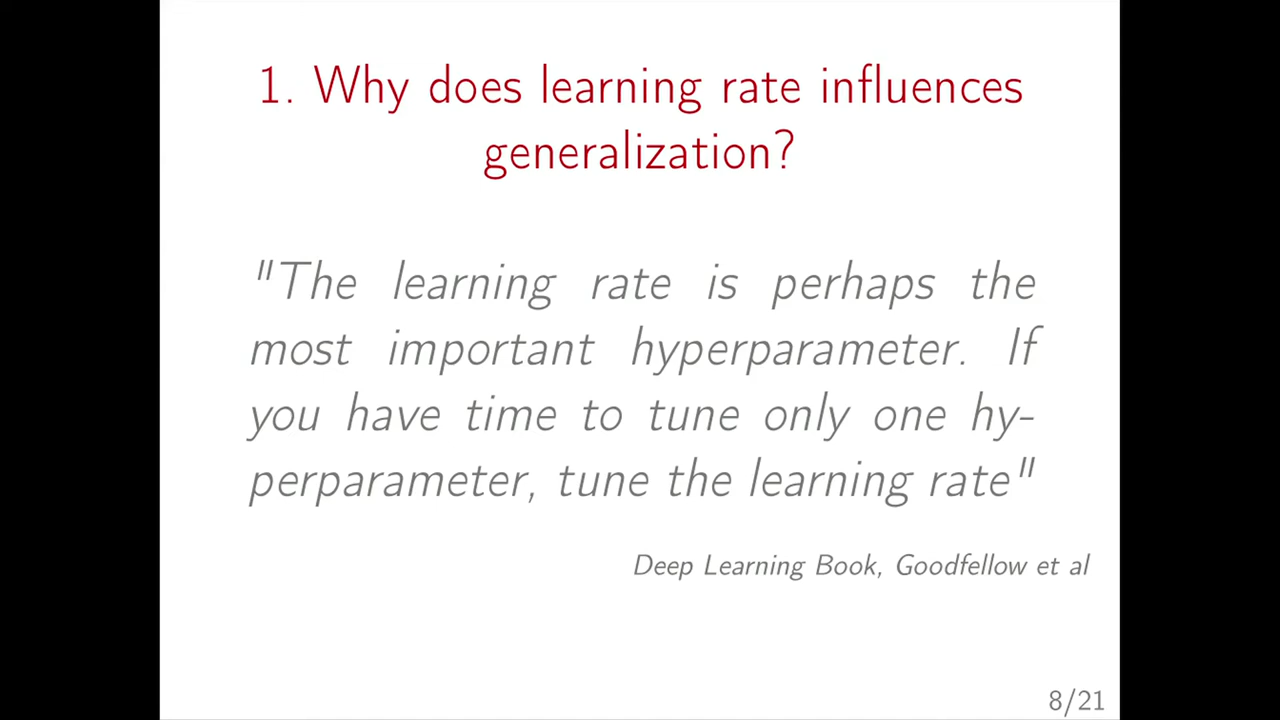 1. Why does learning rate influences
generalization?
"The learning rate is perhaps the
most important hyperparameter. If
you have time to tune only one hy-
perparameter, tune the learning rate"
Deep Learning Book, Goodfellow et al
8/21